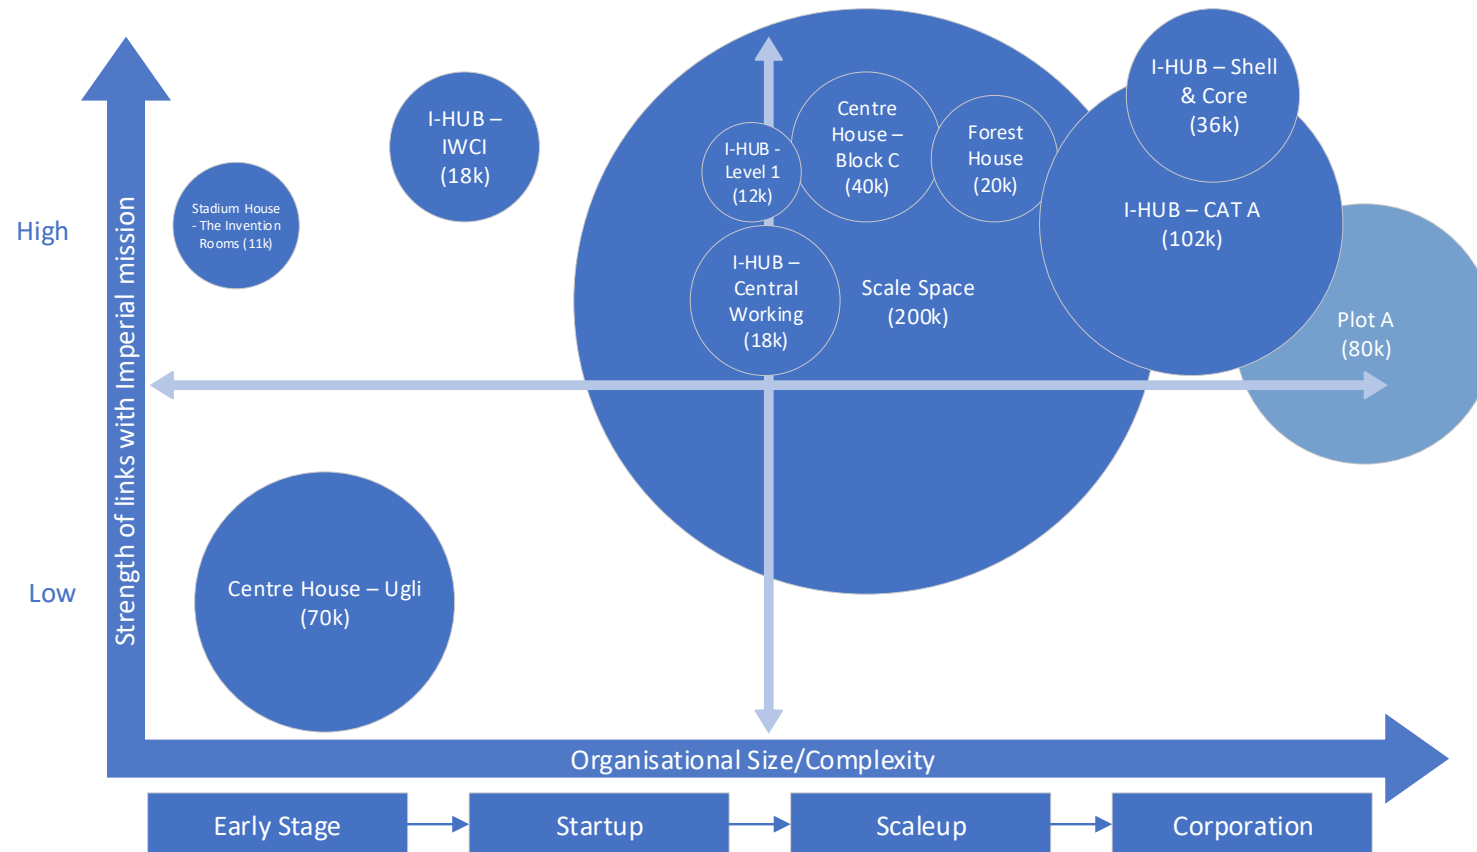 Strength of links with Imperial mission
High
Low
Stadium House
- The Invention
Rooms (11k)
I-HUB –
IWCI
(18k)
I-HUB -
Level 1
(12k)
Centre
House –
Block C
(40k)
Forest
House
(20k)
I-HUB – Shell
& Core
(36k)
I-HUB – CAT A
(102k)
I-HUB –
Central
Working
(18k)
Scale Space
(200k)
Plot A
(80k)
Centre House – Ugli
(70k)
Organisational Size/Complexity
Early Stage
Startup
Scaleup
Corporation